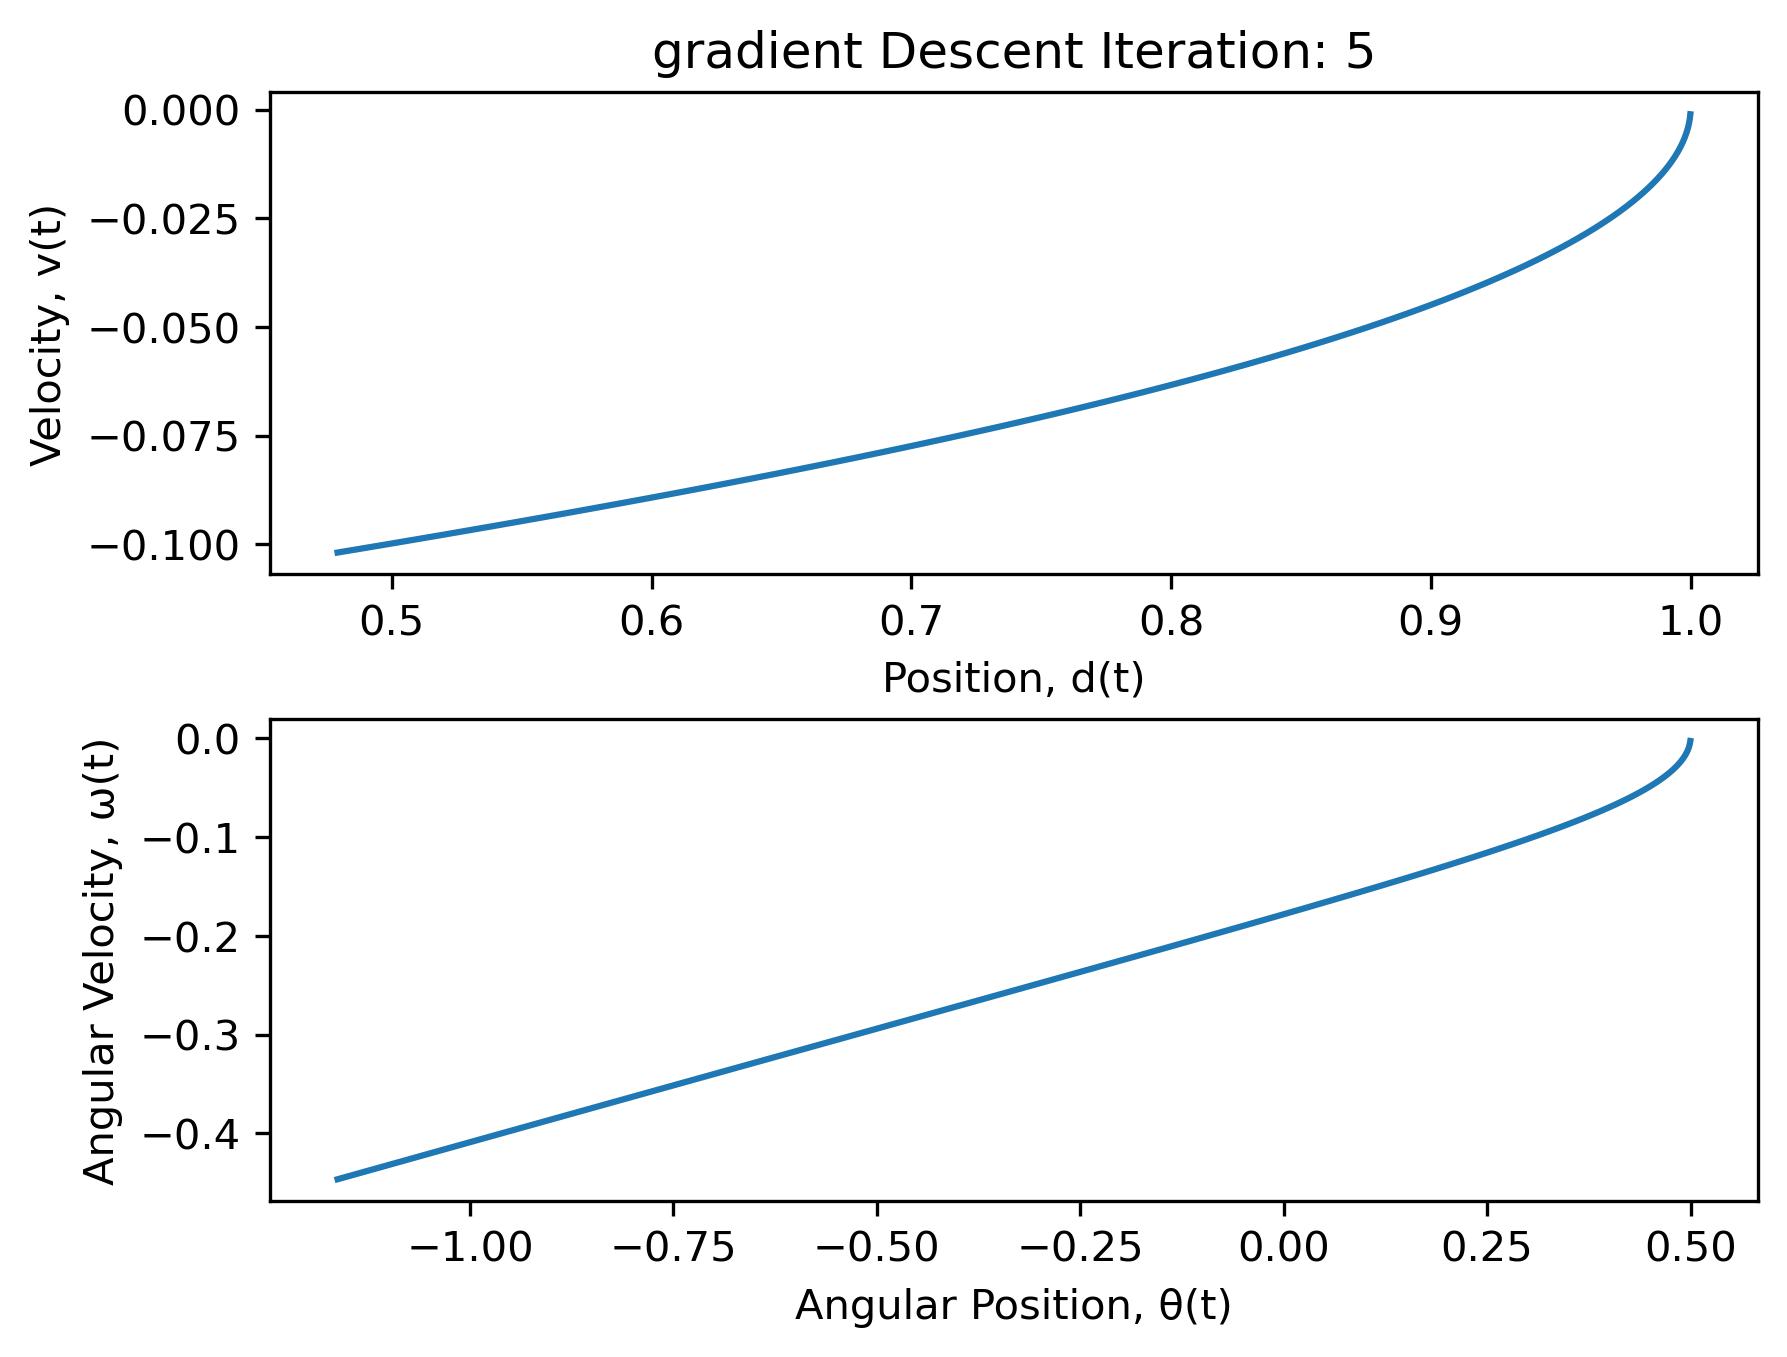 gradient Descent Iteration: 5
0.000
−0.025
−0.050
−0.075
−0.100
Velocity, v(t)
0.5 0.6 0.7 0.8 0.9 1.0
Position, d(t)
0.0
−0.1
−0.2
−0.3
−0.4
Angular Velocity, ω(t)
−1.00 −0.75 −0.50 −0.25 0.00 0.25 0.50
Angular Position, θ(t)